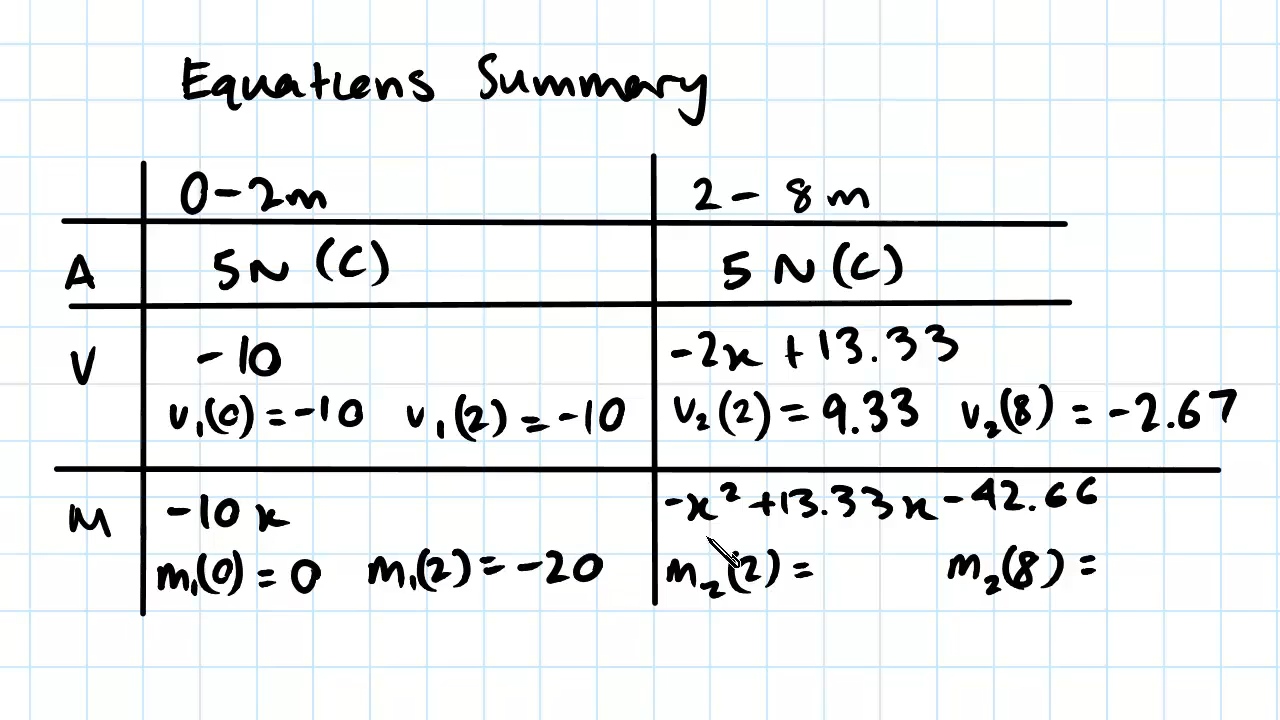 Equations Summary
0-2m 2-8m
A 5N (C) 5N (C)
V -10 -2x+13.33
v₁(0)=-10 v₁(2)=-10 v₂(2)=9.33 v₂(8)=-2.67
M -10x -x²+13.33x-42.66
m₁(0)=0 m₁(2)=-20 m₂(2)= m₂(8)=